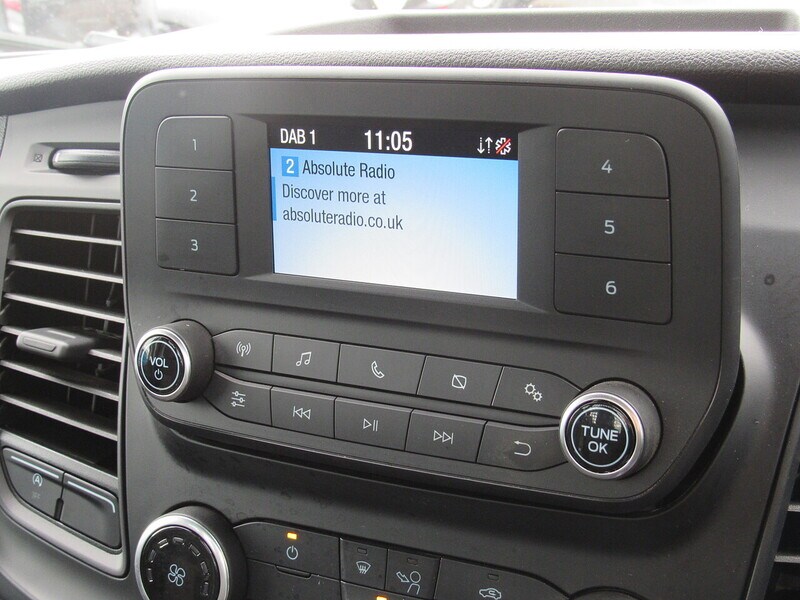 DAB 1 11:05
2 Absolute Radio
Discover more at
absoluteradio.co.uk
1
2
3
4
5
6
VOL
TUNE
OK
A